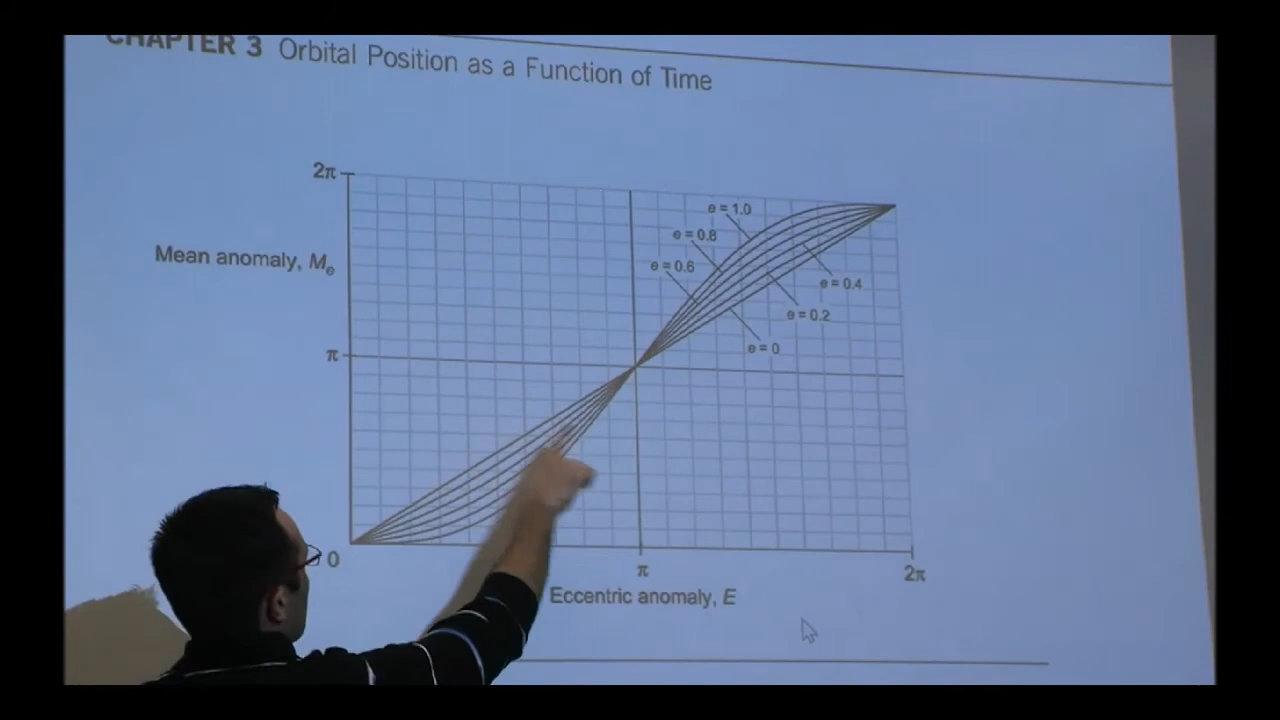 CHAPTER 3 Orbital Position as a Function of Time
2π
e = 1.0
e = 0.8
Mean anomaly, Me
e = 0.6
e = 0.4
e = 0.2
e = 0
π
0
π
2π
Eccentric anomaly, E